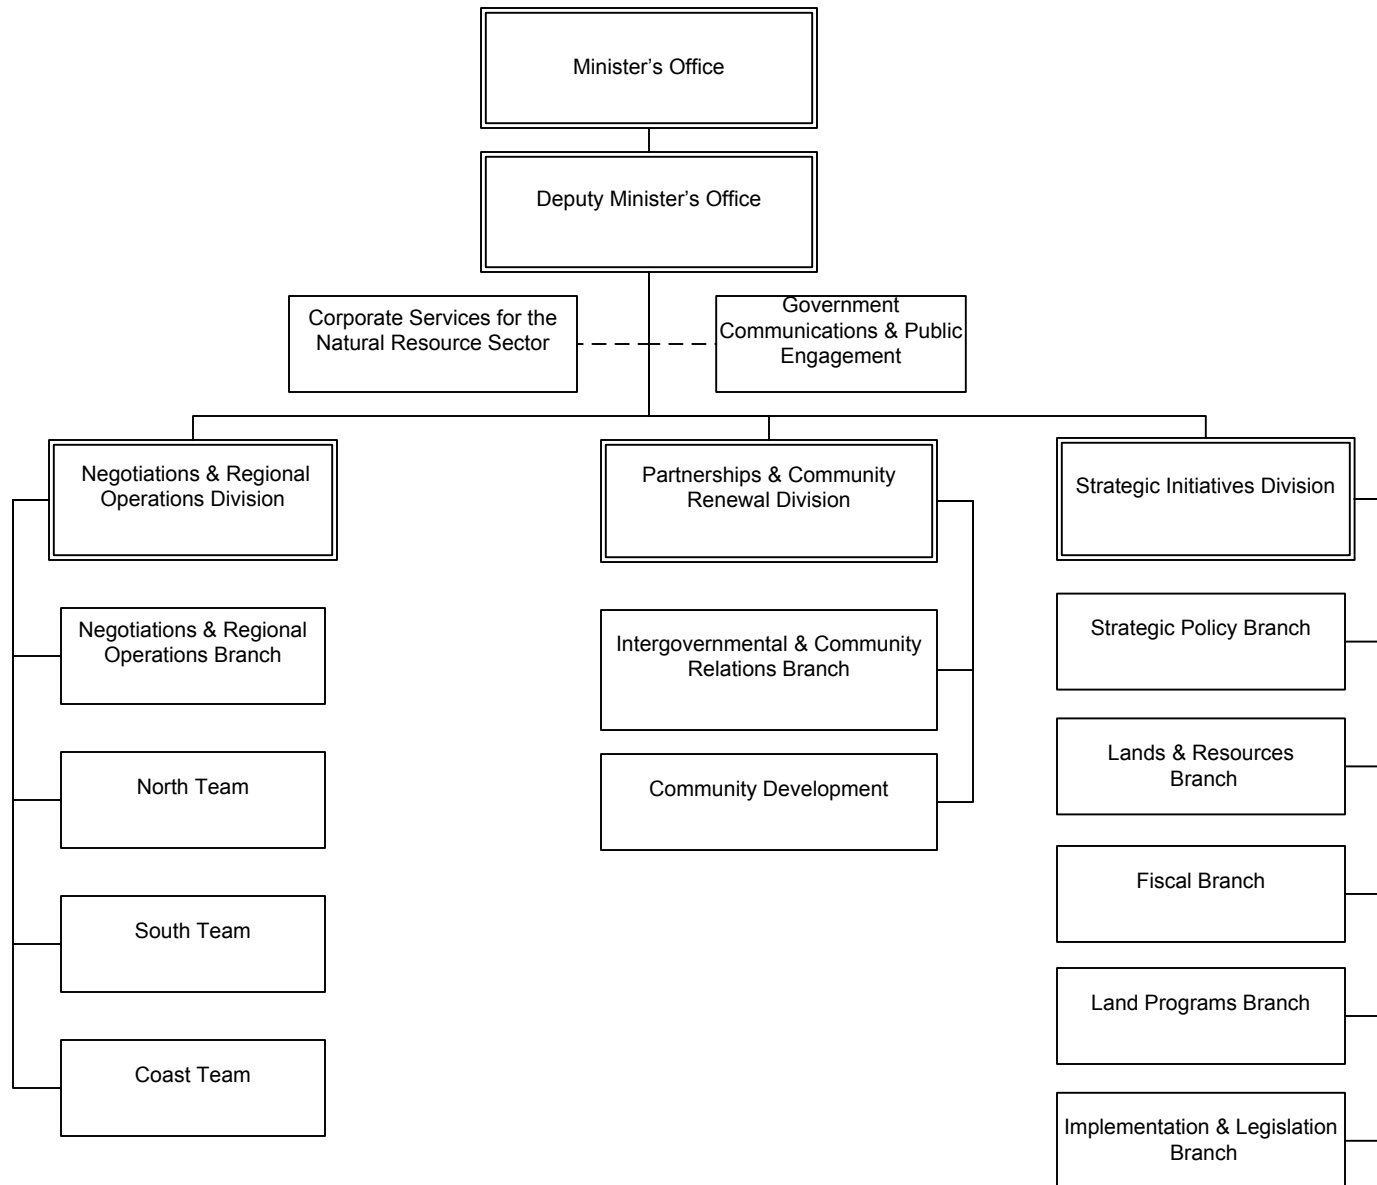 Minister’s Office
Deputy Minister’s Office
Corporate Services for the
Natural Resource Sector
Government
Communications & Public
Engagement
Negotiations & Regional
Operations Division
Partnerships & Community
Renewal Division
Strategic Initiatives Division
Negotiations & Regional
Operations Branch
North Team
South Team
Coast Team
Intergovernmental & Community
Relations Branch
Community Development
Strategic Policy Branch
Lands & Resources
Branch
Fiscal Branch
Land Programs Branch
Implementation & Legislation
Branch